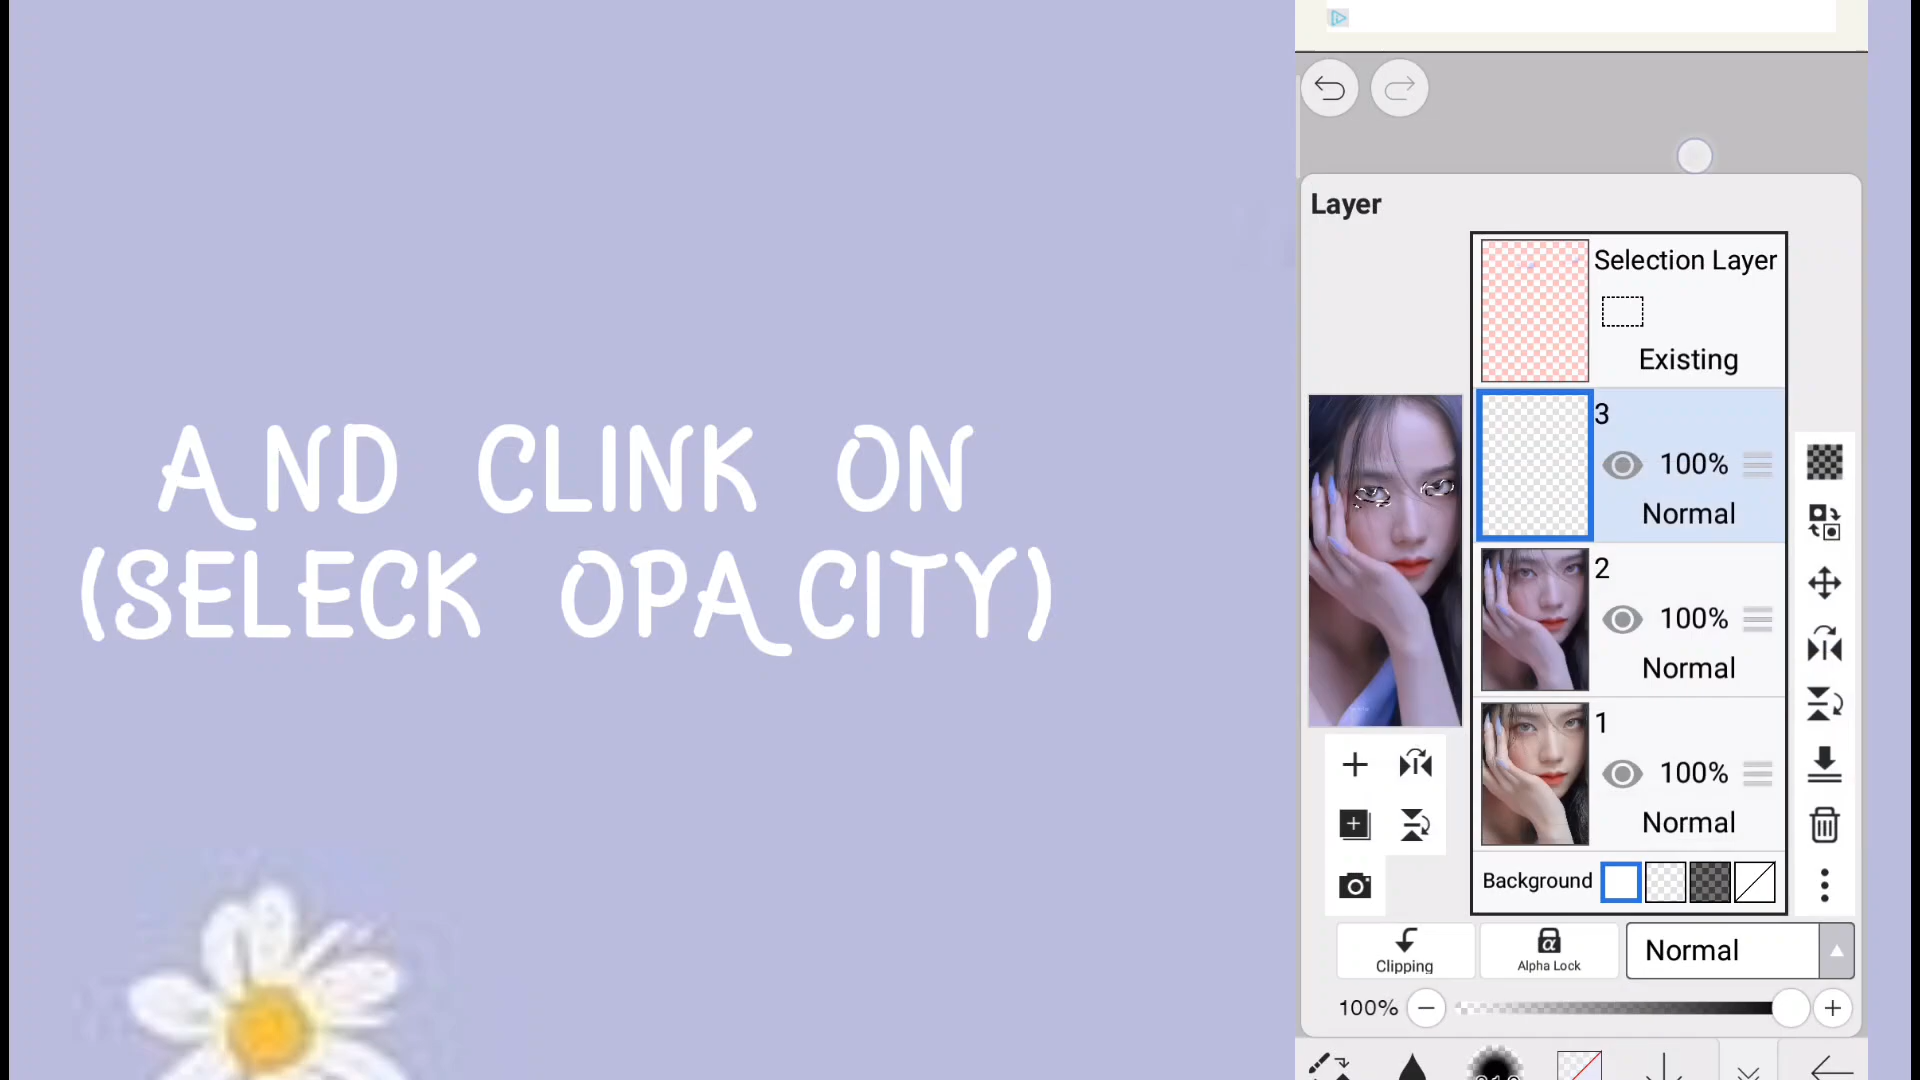 AND CLINK ON
(SELECK OPACITY)
Layer
Selection Layer
Existing
3
100%
Normal
2
100%
Normal
1
100%
Normal
Background
Clipping
α
Alpha Lock
Normal
100%